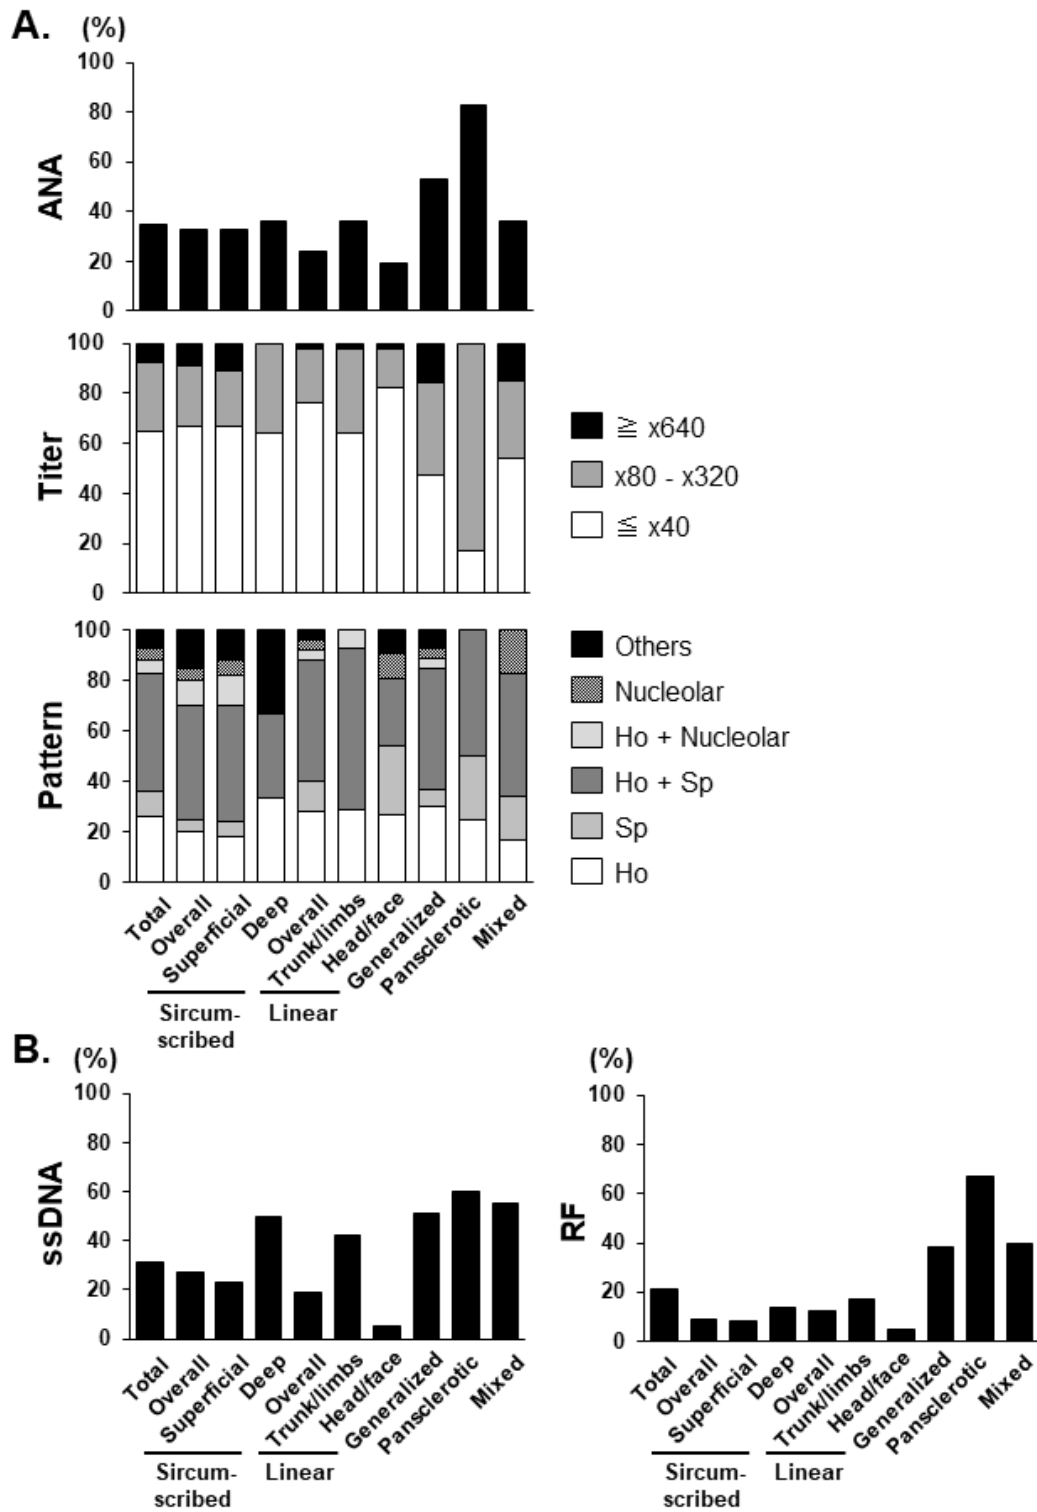 A.
(%)
ANA
100
80
60
40
20
0
Titer
100
80
60
40
20
0
≧ x640
x80 - x320
≦ x40
Pattern
100
80
60
40
20
0
Others
Nucleolar
Ho + Nucleolar
Ho + Sp
Sp
Ho
Total
Overall
Superficial
Deep
Overall
Trunk/limbs
Head/face
Generalized
Pansclerotic
Mixed
Sircum-
scribed
Linear
B.
(%)
ssDNA
100
80
60
40
20
0
Total
Overall
Superficial
Deep
Overall
Trunk/limbs
Head/face
Generalized
Pansclerotic
Mixed
Sircum-
scribed
Linear
(%)
RF
100
80
60
40
20
0
Total
Overall
Superficial
Deep
Overall
Trunk/limbs
Head/face
Generalized
Pansclerotic
Mixed
Sircum-
scribed
Linear